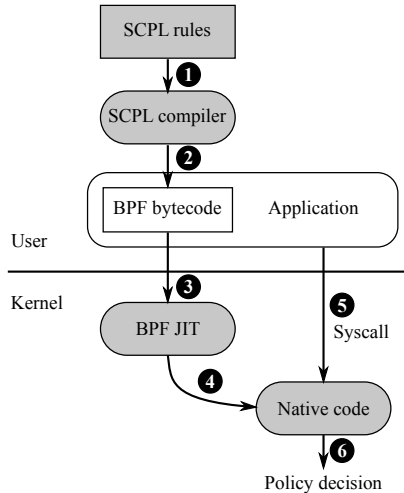 SCPL rules
1
SCPL compiler
2
BPF bytecode
Application
User
Kernel
3
5
BPF JIT
Syscall
4
Native code
6
Policy decision